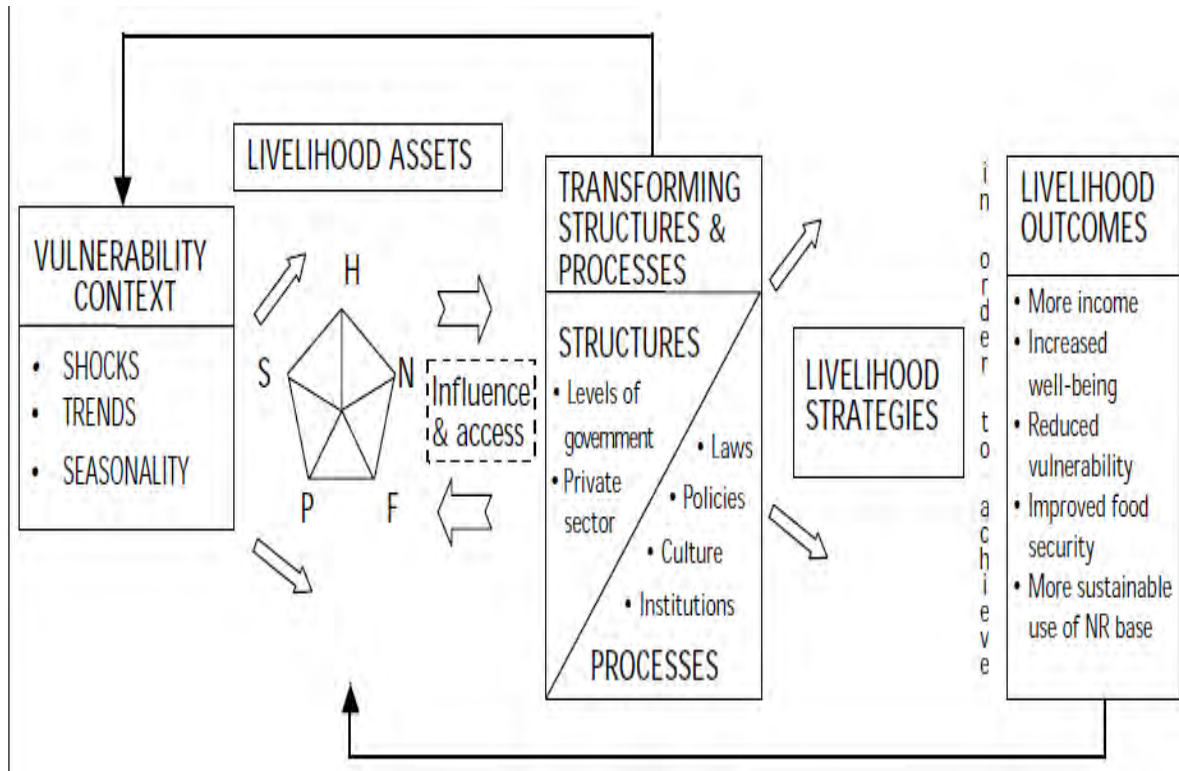 LIVELIHOOD ASSETS
VULNERABILITY
CONTEXT
• SHOCKS
• TRENDS
• SEASONALITY
H
S
N
P
F
Influence
& access
TRANSFORMING
STRUCTURES &
PROCESSES
STRUCTURES
• Levels of
government
• Private
sector
• Laws
• Policies
• Culture
• Institutions
PROCESSES
LIVELIHOOD
STRATEGIES
in order to achieve
LIVELIHOOD
OUTCOMES
• More income
• Increased
well-being
• Reduced
vulnerability
• Improved food
security
• More sustainable
use of NR base